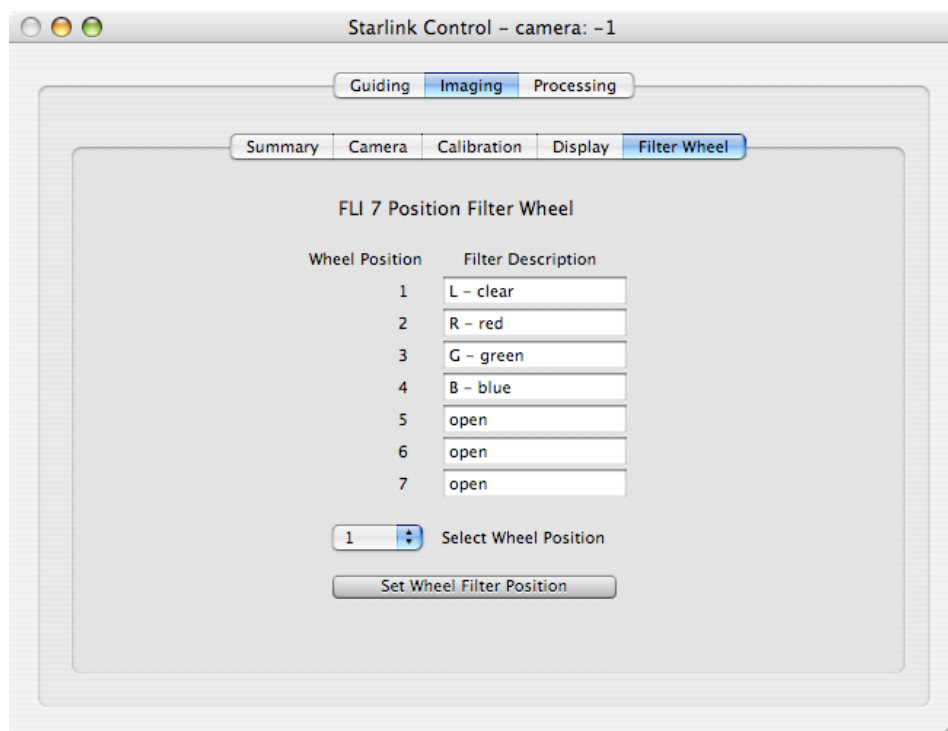 Starlink Control – camera: –1
Guiding Imaging Processing
Summary Camera Calibration Display Filter Wheel
FLI 7 Position Filter Wheel
Wheel Position Filter Description
1 L – clear
2 R – red
3 G – green
4 B – blue
5 open
6 open
7 open
1 Select Wheel Position
Set Wheel Filter Position